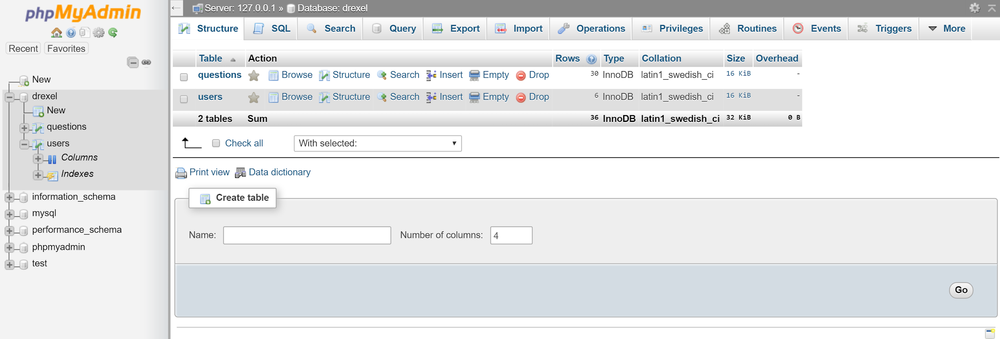 phpMyAdmin
Recent Favorites
New
drexel
New
questions
users
Columns
Indexes
information_schema
mysql
performance_schema
phpmyadmin
test
Server: 127.0.0.1 » Database: drexel
Structure SQL Search Query Export Import Operations Privileges Routines Events Triggers More
Table Action Rows Type Collation Size Overhead
questions Browse Structure Search Insert Empty Drop 30 InnoDB latin1_swedish_ci 16 KiB -
users Browse Structure Search Insert Empty Drop 6 InnoDB latin1_swedish_ci 16 KiB -
2 tables Sum 36 InnoDB latin1_swedish_ci 32 KiB 0 B
Check all With selected:
Print view Data dictionary
Create table
Name: Number of columns: 4
Go